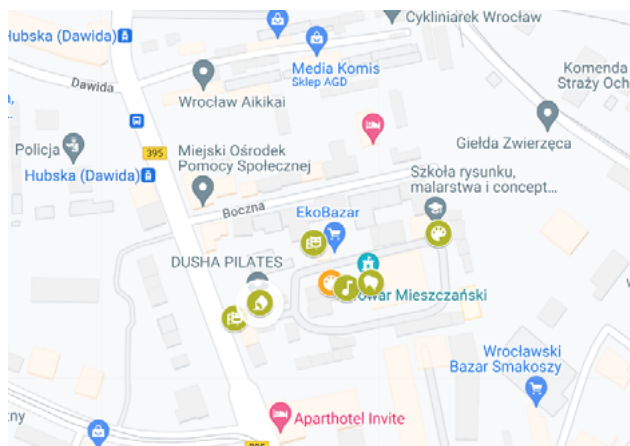 Cykliniarek Wrocław
Hubska (Dawida)
Media Komis
Sklep AGD
Dawida
Komenda
Straży Och
Wrocław Aikikai
395
Giełda Zwierzęca
Policja
Miejski Ośrodek
Pomocy Społecznej
Hubska (Dawida)
Szkoła rysunku,
malarstwa i concept...
Boczna
EkoBazar
DUSHA PILATES
rowar Mieszczański
Wrocławski
Bazar Smakoszy
Aparthotel Invite
zny